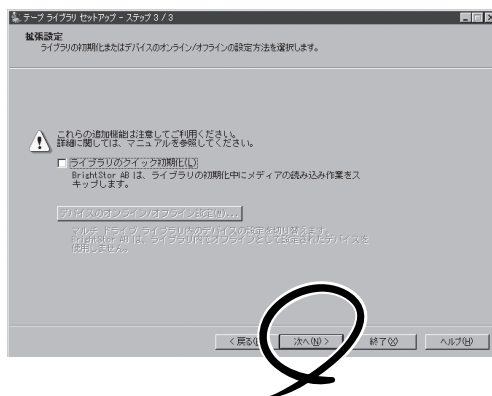 テープ ライブラリ セットアップ - ステップ 3 / 3
拡張設定
ライブラリの初期化またはデバイスのオンライン/オフラインの設定方法を選択します。
これらの追加機能は注意してご利用ください。
詳細に関しては、マニュアルを参照してください。
ライブラリのクイック初期化(L)
BrightStor AB は、ライブラリの初期化中にメディアの読み込み作業をス
キップします。
デバイスのオンライン/オフライン設定(V)...
マルチ ドライブ ライブラリ内のデバイスの設定を切り替えます。
BrightStor AB は、ライブラリ内でオフラインとして設定されたデバイスを
使用しません。
< 戻る(
次へ(N) >
終了(X)
ヘルプ(H)